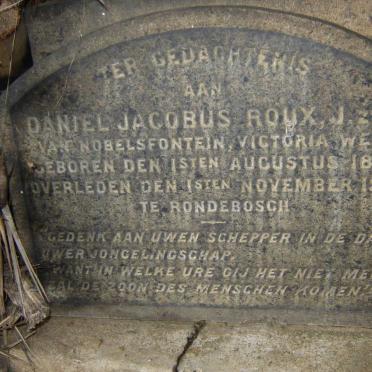 TER GEDACHTENIS
AAN
DANIEL JACOBUS ROUX, J.
VAN NOBELSFONTEIN, VICTORIA WE
GEBOREN DEN 1STEN AUGUSTUS 18
OVERLEDEN DEN 1STEN NOVEMBER
TE RONDEBOSCH
"GEDENK AAN UWEN SCHEPPER IN DE DA
UWER JONGELINGSCHAP.
WANT IN WELKE URE GIJ HET NIET ME
ZAL DE ZOON DES MENSCHEN KOMEN."